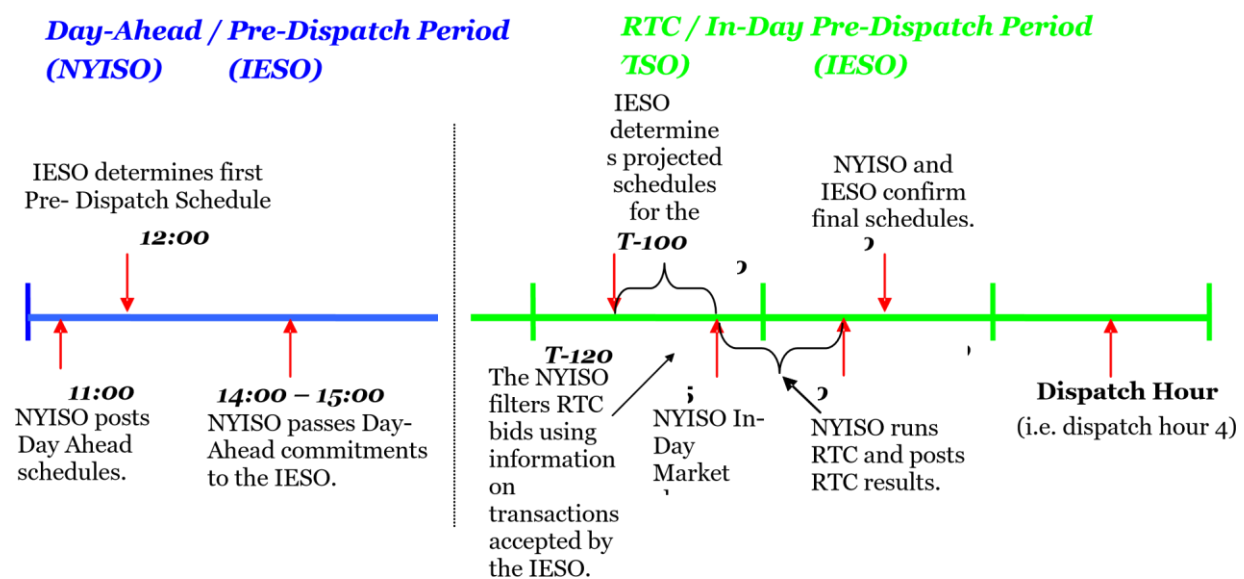 Day-Ahead / Pre-Dispatch Period
(NYISO) (IESO)
IESO determines first
Pre- Dispatch Schedule
12:00
11:00
NYISO posts
Day Ahead
schedules.
14:00 – 15:00
NYISO passes Day-
Ahead commitments
to the IESO.
RTC / In-Day Pre-Dispatch Period
ISO) (IESO)
IESO
determine
s projected
schedules
for the
T-100
NYISO and
IESO confirm
final schedules.
T-120
The NYISO
filters RTC
bids using
information
on
transactions
accepted by
the IESO.
NYISO In-
Day
Market
NYISO runs
RTC and posts
RTC results.
Dispatch Hour
(i.e. dispatch hour 4)